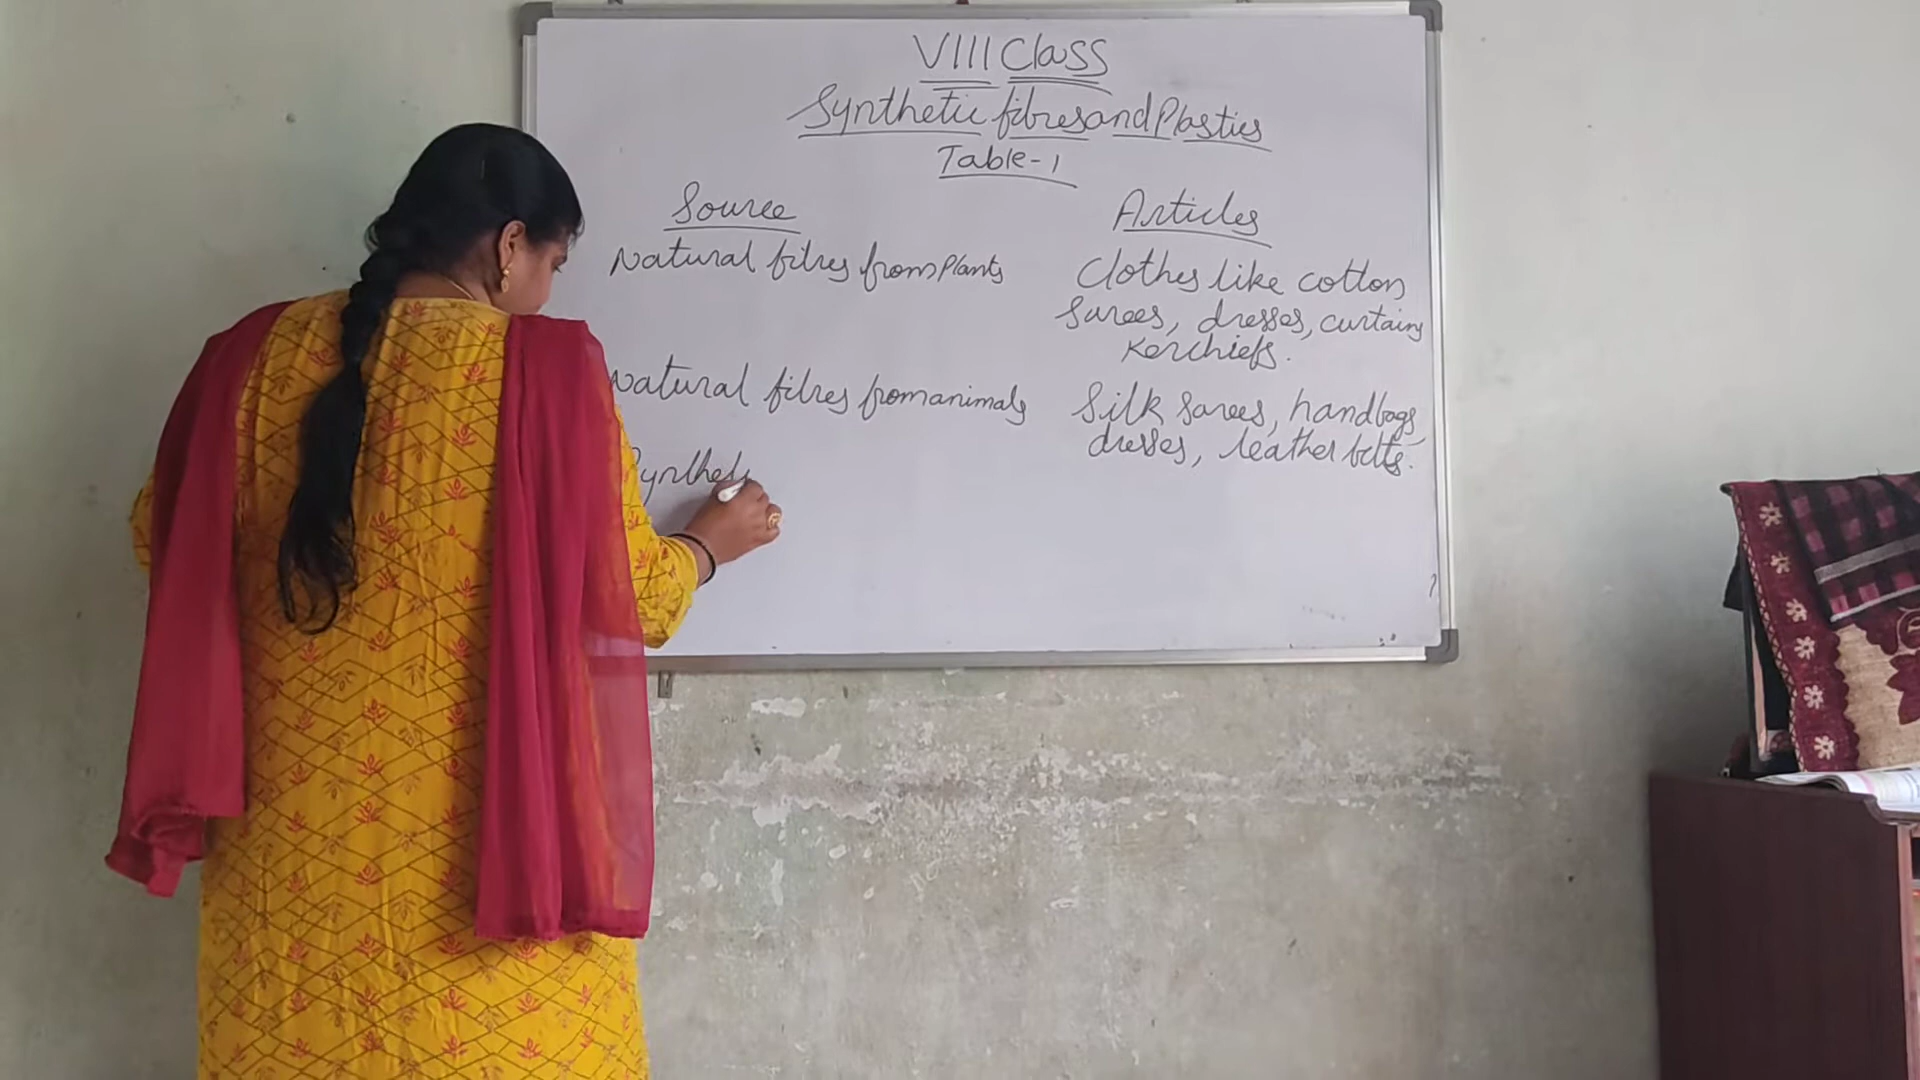 VIII Class
Synthetic fibres and Plastics
Table-1
Source Articles
Natural fibres from Plants Clothes like cotton
Sarees, dresses, curtains
Kerchiefs.
Natural fibres from animals Silk Sarees, handbags,
dresses, leather belts.
Syntheti